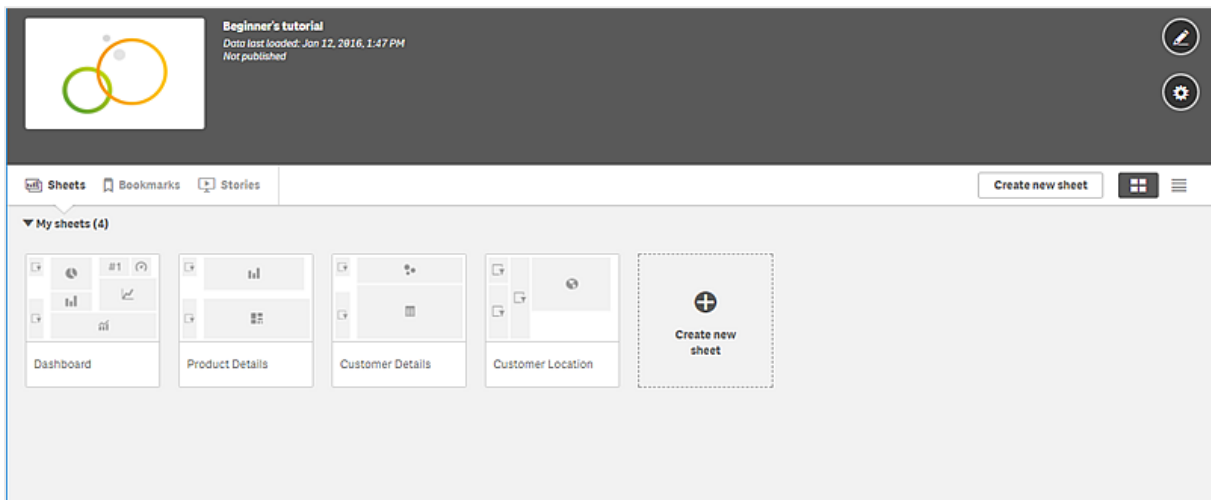 Beginner's tutorial
Data last loaded: Jan 12, 2016, 1:47 PM
Not published
Sheets
Bookmarks
Stories
Create new sheet
My sheets (4)
#1
Dashboard
Product Details
Customer Details
Customer Location
Create new
sheet